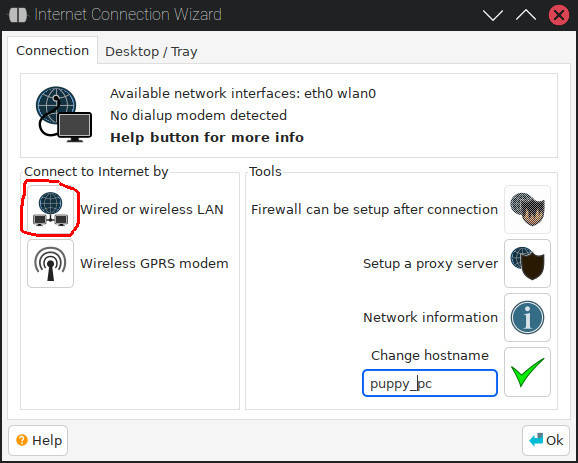 Internet Connection Wizard
Connection
Desktop / Tray
Available network interfaces: eth0 wlan0
No dialup modem detected
Help button for more info
Connect to Internet by
Wired or wireless LAN
Wireless GPRS modem
Tools
Firewall can be setup after connection
Setup a proxy server
Network information
Change hostname
puppy_pc
Help
Ok